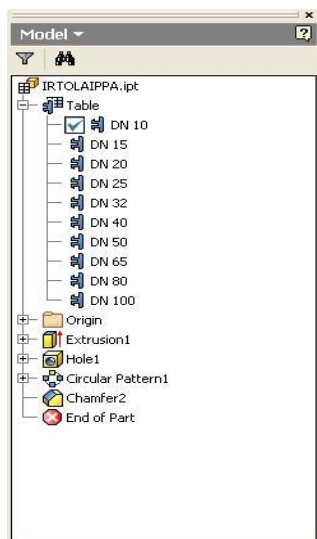 Model
IRTOLAIPPA.ipt
Table
DN 10
DN 15
DN 20
DN 25
DN 32
DN 40
DN 50
DN 65
DN 80
DN 100
Origin
Extrusion1
Hole1
Circular Pattern1
Chamfer2
End of Part